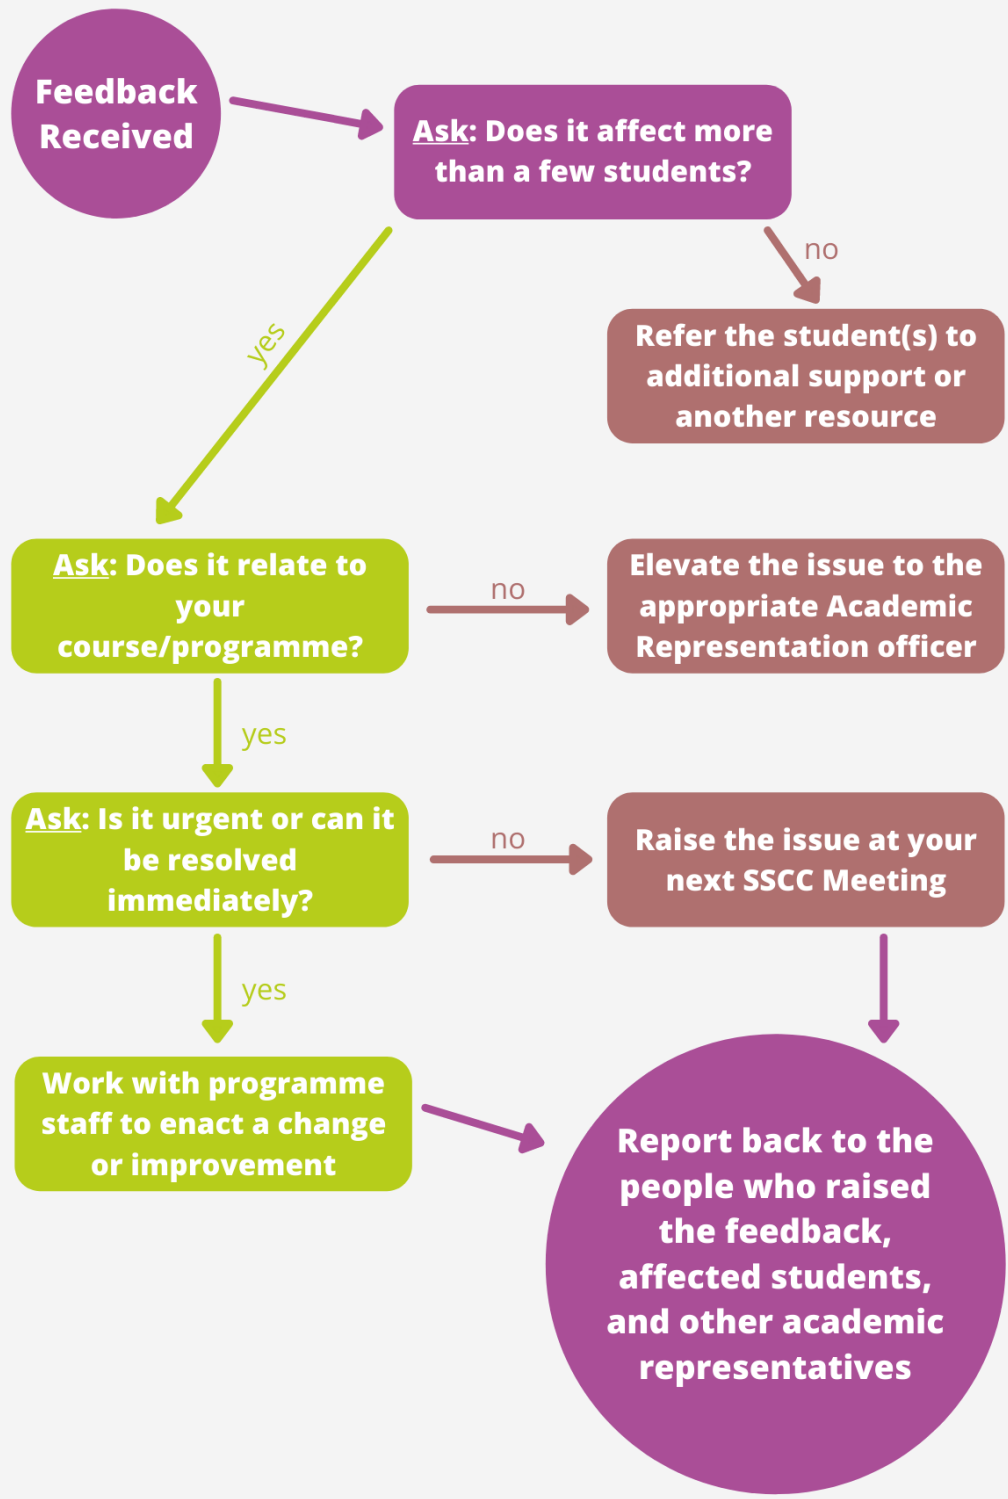 Feedback
Received
Ask: Does it affect more
than a few students?
no
Refer the student(s) to
additional support or
another resource
yes
Ask: Does it relate to
your
course/programme?
no
Elevate the issue to the
appropriate Academic
Representation officer
yes
Ask: Is it urgent or can it
be resolved
immediately?
no
Raise the issue at your
next SSCC Meeting
yes
Work with programme
staff to enact a change
or improvement
Report back to the
people who raised
the feedback,
affected students,
and other academic
representatives